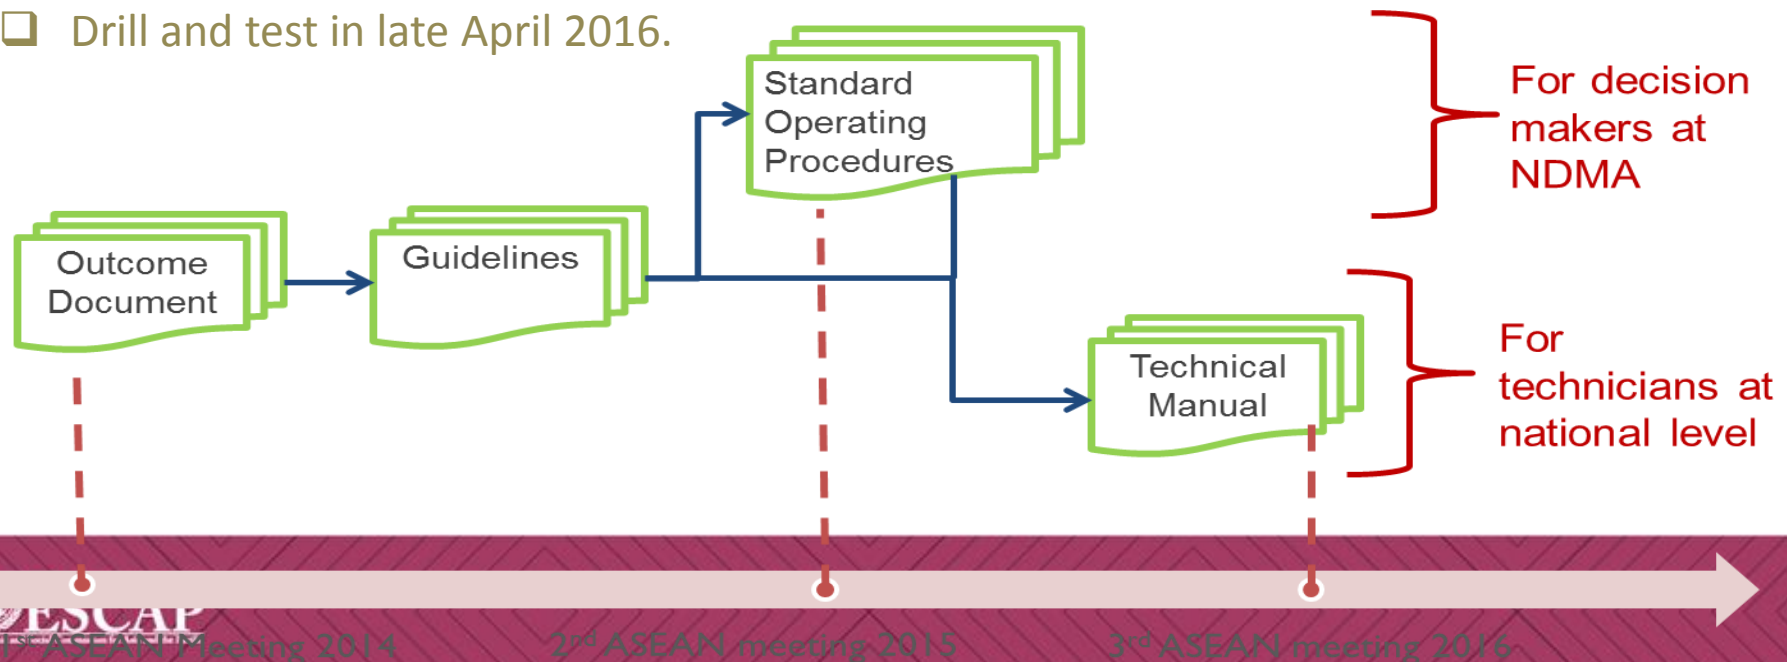 ❑ Drill and test in late April 2016.
Standard
Operating
Procedures
For decision
makers at
NDMA
Outcome
Document
Guidelines
Technical
Manual
For
technicians at
national level
ESCAP
1st ASEAN Meeting 2014
2nd ASEAN meeting 2015
3rd ASEAN meeting 2016